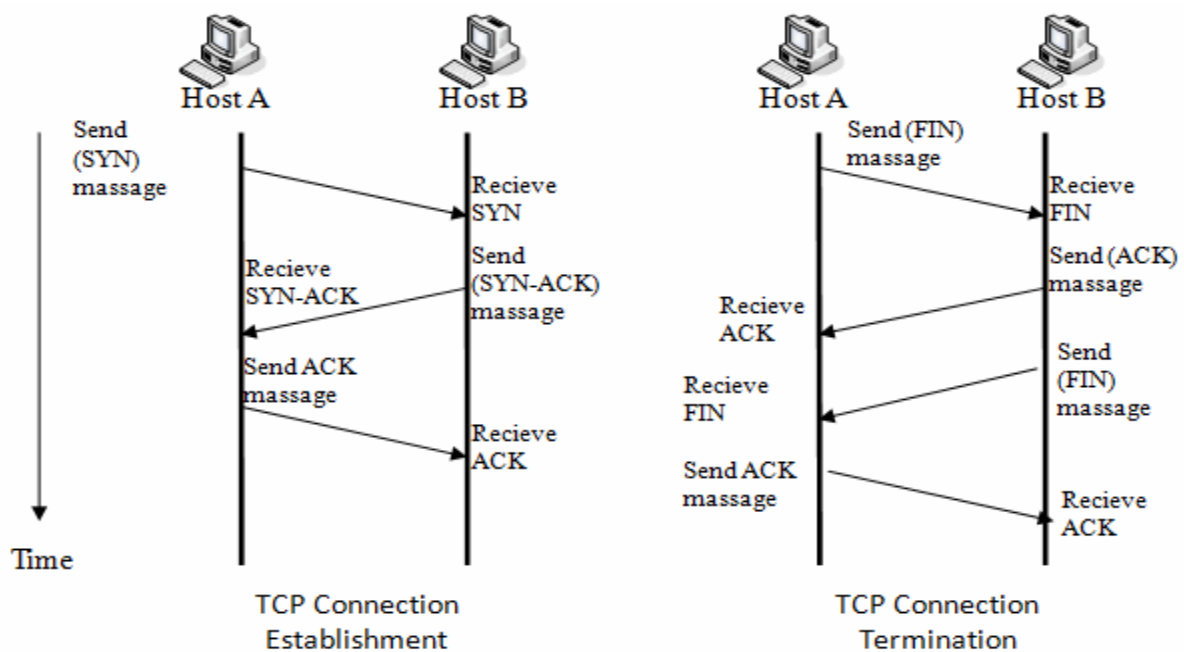 Host A
Host B
Send
(SYN)
massage
Recieve
SYN
Send
(SYN-ACK)
massage
Recieve
SYN-ACK
Send ACK
massage
Recieve
ACK
Time
TCP Connection
Establishment
Host A
Host B
Send (FIN)
massage
Recieve
FIN
Send (ACK)
massage
Recieve
ACK
Send
(FIN)
massage
Recieve
FIN
Send ACK
massage
Recieve
ACK
TCP Connection
Termination